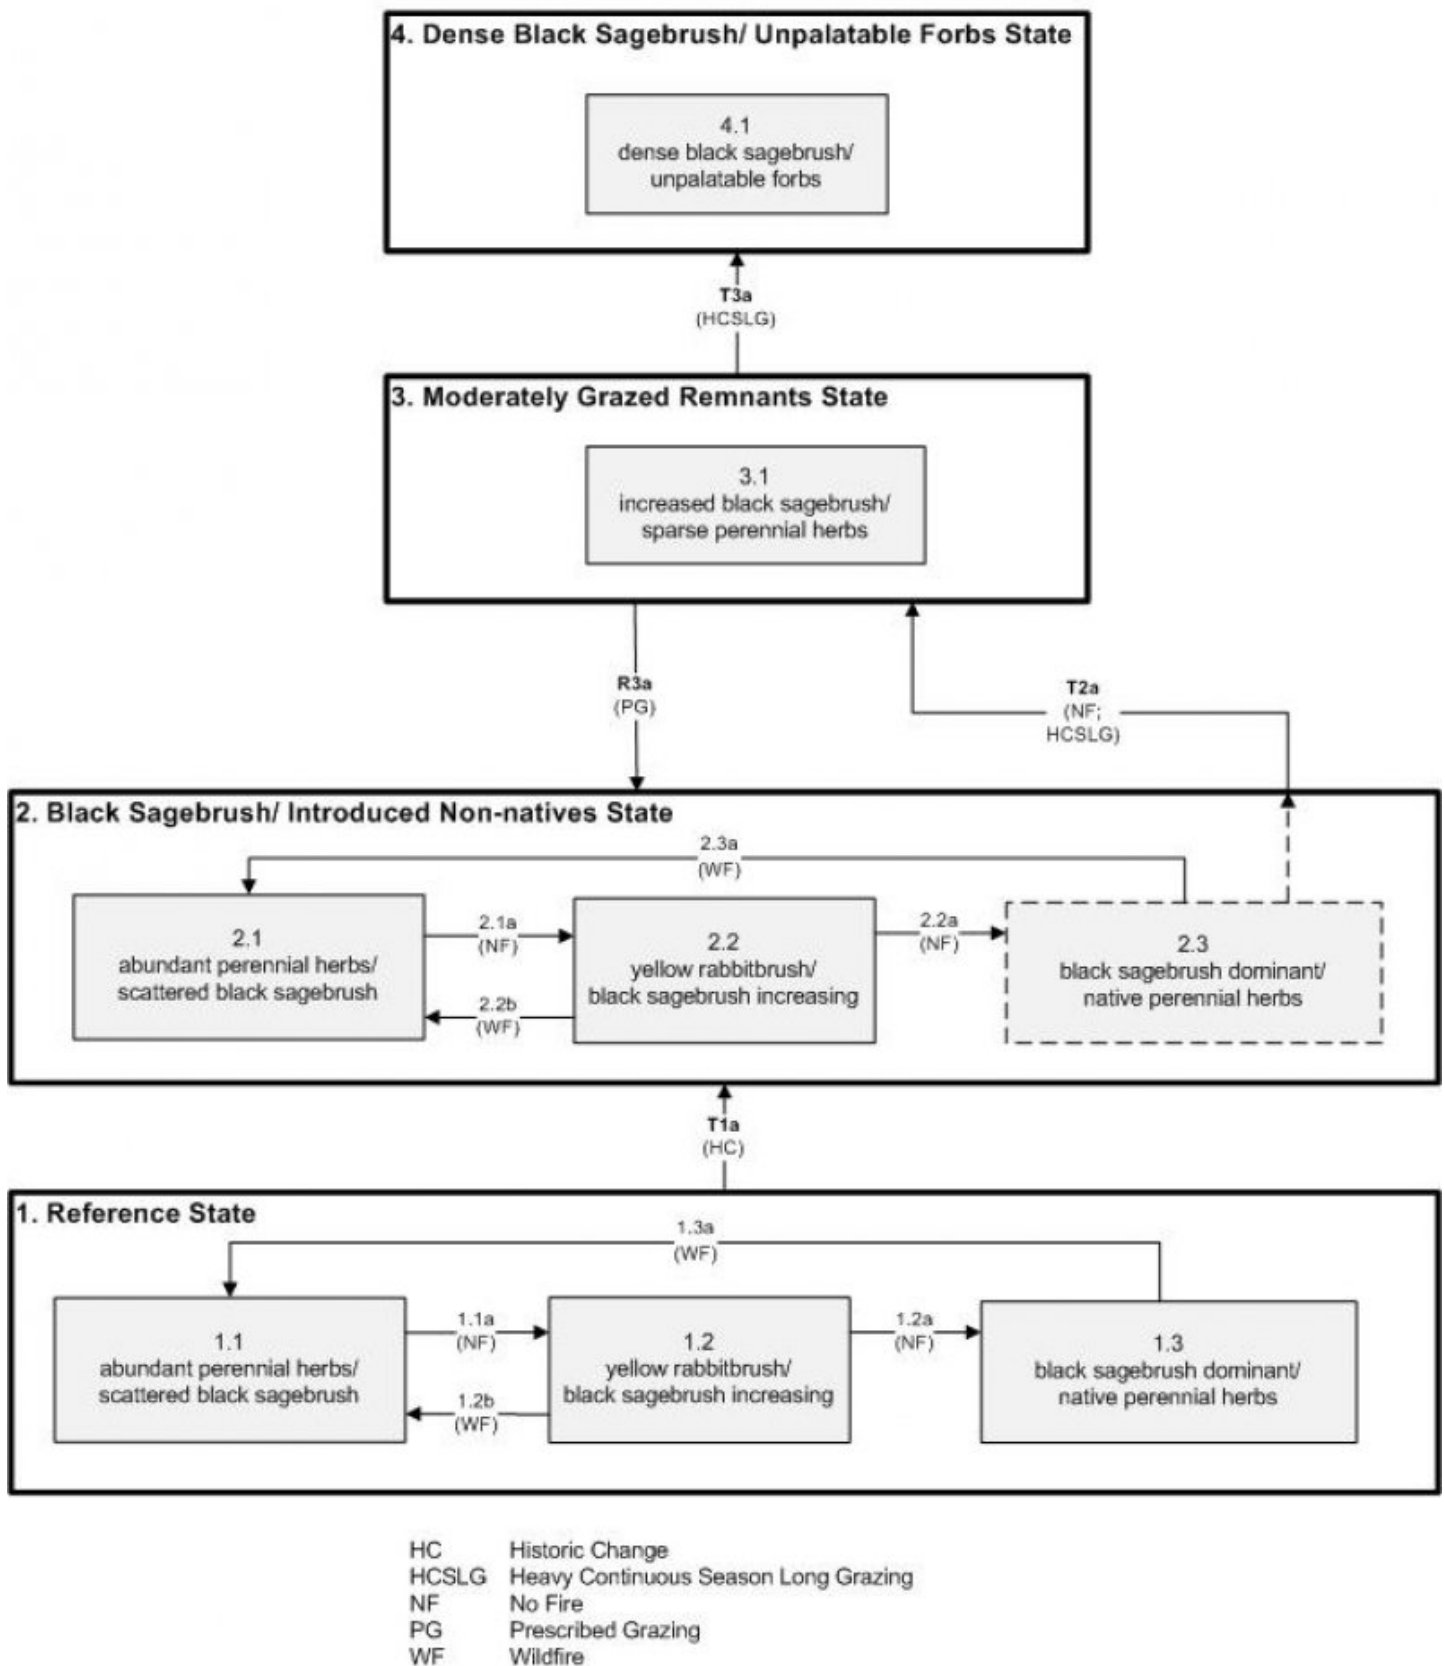 4. Dense Black Sagebrush/ Unpalatable Forbs State
4.1
dense black sagebrush/
unpalatable forbs
T3a
(HCSLG)
3. Moderately Grazed Remnants State
3.1
increased black sagebrush/
sparse perennial herbs
R3a
(PG)
T2a
(NF;
HCSLG)
2. Black Sagebrush/ Introduced Non-natives State
2.3a
(WF)
2.1
abundant perennial herbs/
scattered black sagebrush
2.1a
(NF)
2.2b
(WF)
2.2
yellow rabbitbrush/
black sagebrush increasing
2.2a
(NF)
2.3
black sagebrush dominant/
native perennial herbs
T1a
(HC)
1. Reference State
1.3a
(WF)
1.1
abundant perennial herbs/
scattered black sagebrush
1.1a
(NF)
1.2b
(WF)
1.2
yellow rabbitbrush/
black sagebrush increasing
1.2a
(NF)
1.3
black sagebrush dominant/
native perennial herbs
HC Historic Change
HCSLG Heavy Continuous Season Long Grazing
NF No Fire
PG Prescribed Grazing
WF Wildfire